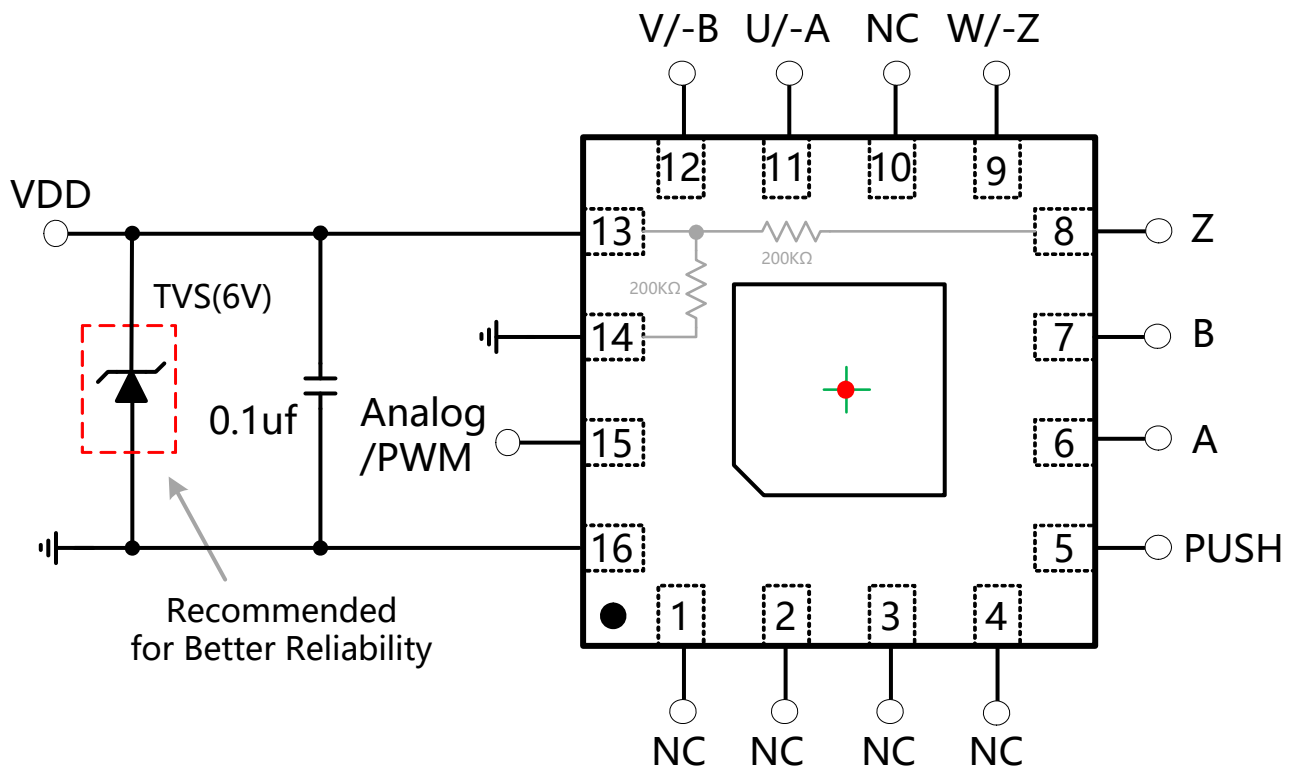 V/-B U/-A NC W/-Z
12 11 10 9
VDD
13
8 Z
200KΩ
200KΩ
TVS(6V)
14
7 B
0.1uf
Analog
/PWM
15
6 A
16
5 PUSH
Recommended
for Better Reliability
1 2 3 4
NC NC NC NC